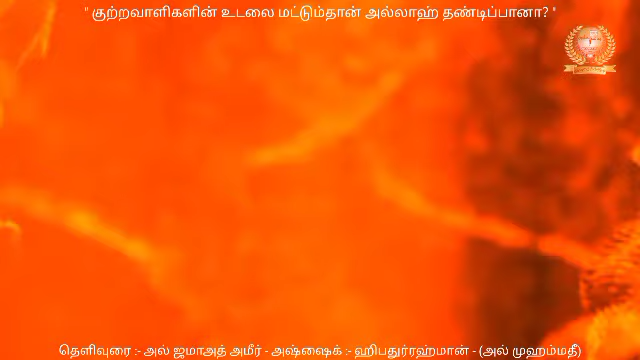 " குற்றவாளிகளின் உடலை மட்டும்தான் அல்லாஹ் தண்டிப்பானா? "
தெளிவுரை :- அல் ஜமாஅத் அமீர் - அஷ்ஷைக் :- ஹிபதுர்ரஹ்மான் - (அல் முஹம்மதீ)